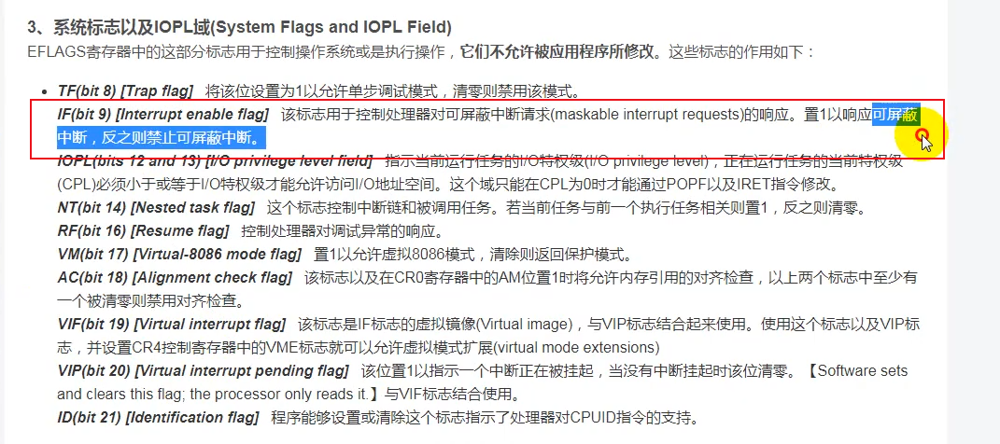 3、系统标志以及IOPL域(System Flags and IOPL Field)
EFLAGS寄存器中的这部分标志用于控制操作系统或是执行操作，它们不允许被应用程序所修改。这些标志的作用如下：
• TF(bit 8) [Trap flag]   将该位设置为1以允许单步调试模式，清零则禁用该模式。
IF(bit 9) [Interrupt enable flag]   该标志用于控制处理器对可屏蔽中断请求(maskable interrupt requests)的响应。置1以响应可屏蔽
中断，反之则禁止可屏蔽中断。
IOPL(bits 12 and 13) [I/O privilege level field]   指示当前运行任务的I/O特权级(I/O privilege level)，正在运行任务的当前特权级
(CPL)必须小于或等于I/O特权级才能允许访问I/O地址空间。这个域只能在CPL为0时才能通过POPF以及IRET指令修改。
NT(bit 14) [Nested task flag]   这个标志控制中断链和被调用任务。若当前任务与前一个执行任务相关则置1，反之则清零。
RF(bit 16) [Resume flag]   控制处理器对调试异常的响应。
VM(bit 17) [Virtual-8086 mode flag]   置1以允许虚拟8086模式，清除则返回保护模式。
AC(bit 18) [Alignment check flag]   该标志以及在CR0寄存器中的AM位置1时将允许内存引用的对齐检查，以上两个标志中至少有
一个被清零则禁用对齐检查。
VIF(bit 19) [Virtual interrupt flag]   该标志是IF标志的虚拟镜像(Virtual image)，与VIP标志结合起来使用。使用这个标志以及VIP标
志，并设置CR4控制寄存器中的VME标志就可以允许虚拟模式扩展(virtual mode extensions)
VIP(bit 20) [Virtual interrupt pending flag]   该位置1以指示一个中断正在被挂起，当没有中断挂起时该位清零。【Software sets
and clears this flag; the processor only reads it.】与VIF标志结合使用。
ID(bit 21) [Identification flag]   程序能够设置或清除这个标志指示了处理器对CPUID指令的支持。